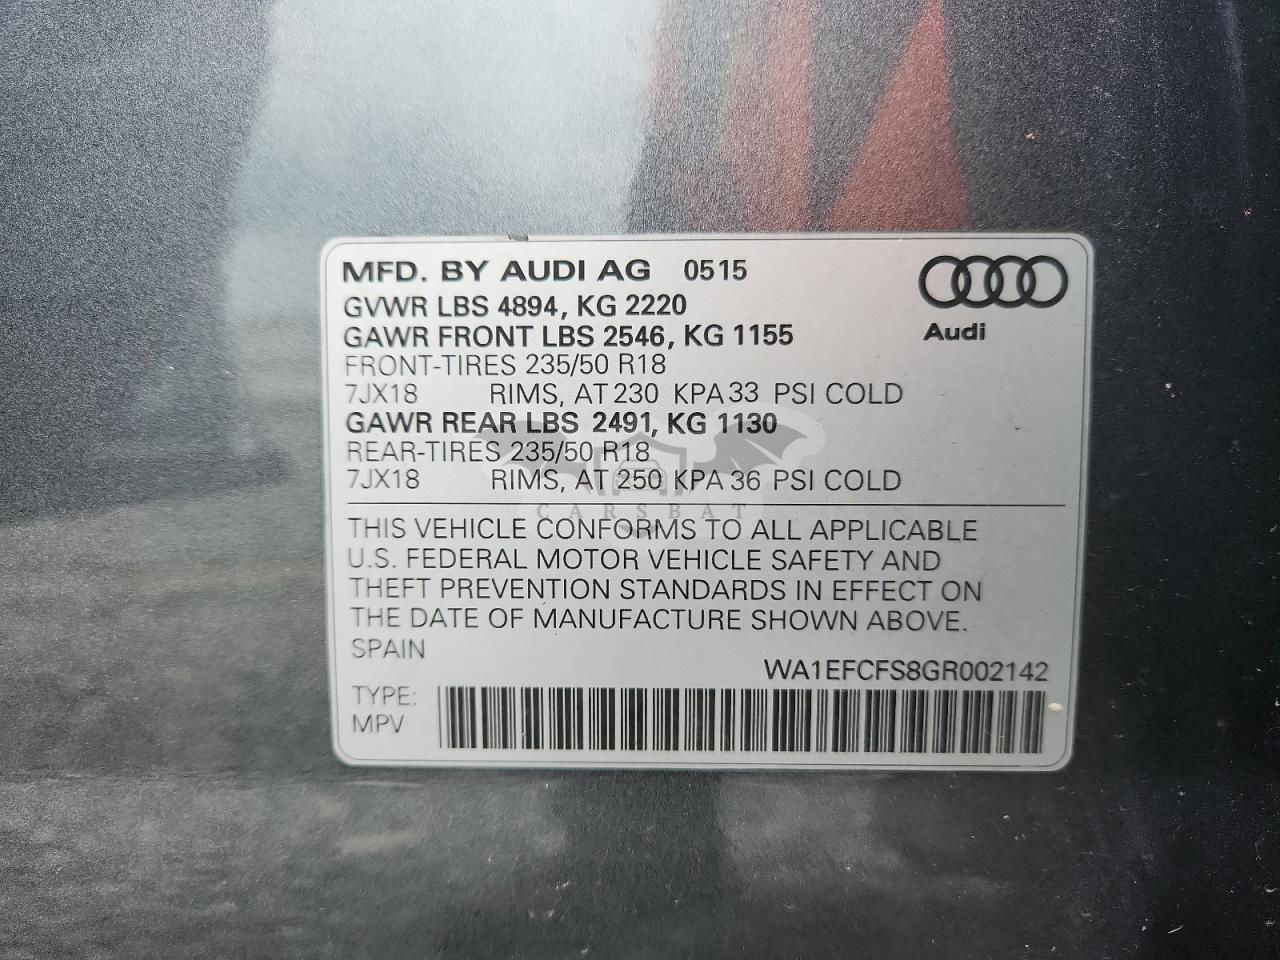 MFD. BY AUDI AG 0515
GVWR LBS 4894, KG 2220
GAWR FRONT LBS 2546, KG 1155
Audi
FRONT-TIRES 235/50 R18
7JX18 RIMS, AT 230 KPA 33 PSI COLD
GAWR REAR LBS 2491, KG 1130
REAR-TIRES 235/50 R18
7JX18 RIMS, AT 250 KPA 36 PSI COLD
CARSBAT
THIS VEHICLE CONFORMS TO ALL APPLICABLE
U.S. FEDERAL MOTOR VEHICLE SAFETY AND
THEFT PREVENTION STANDARDS IN EFFECT ON
THE DATE OF MANUFACTURE SHOWN ABOVE.
SPAIN
WA1EFCFS8GR002142
TYPE:
MPV